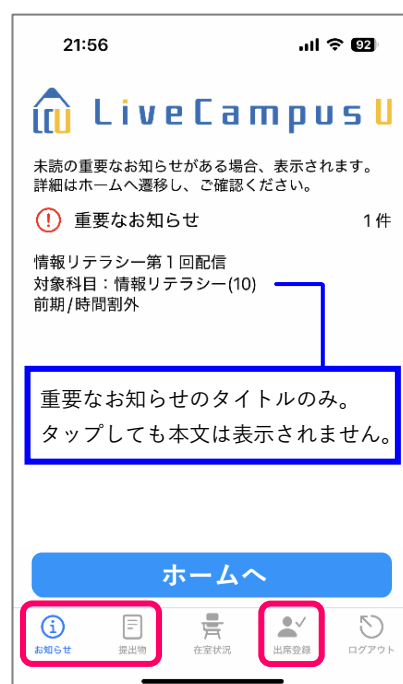 21:56
92
LCU LiveCampusU
未読の重要なお知らせがある場合、表示されます。
詳細はホームへ遷移し、ご確認ください。
重要なお知らせ 1件
情報リテラシー第1回配信
対象科目：情報リテラシー(10)
前期/時間割外
重要なお知らせのタイトルのみ。
タップしても本文は表示されません。
ホームへ
お知らせ 提出物 在室状況 出席登録 ログアウト